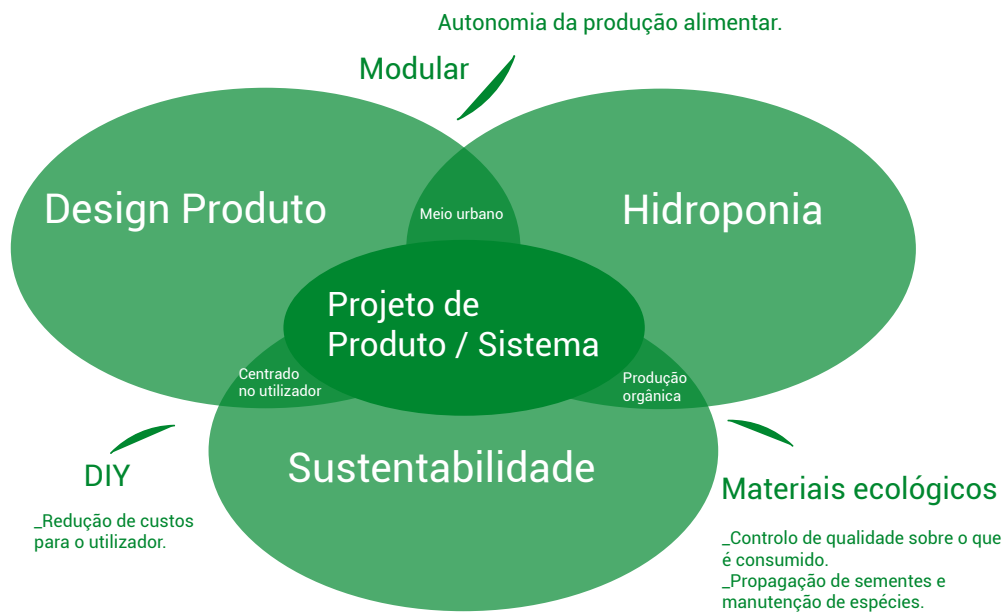 Autonomia da produção alimentar.
Modular
Design Produto
Hidroponia
Meio urbano
Projeto de
Produto / Sistema
Centrado
no utilizador
Produção
orgânica
Sustentabilidade
DIY
_Redução de custos
para o utilizador.
Materiais ecológicos
_Controlo de qualidade sobre o que
é consumido.
_Propagação de sementes e
manutenção de espécies.